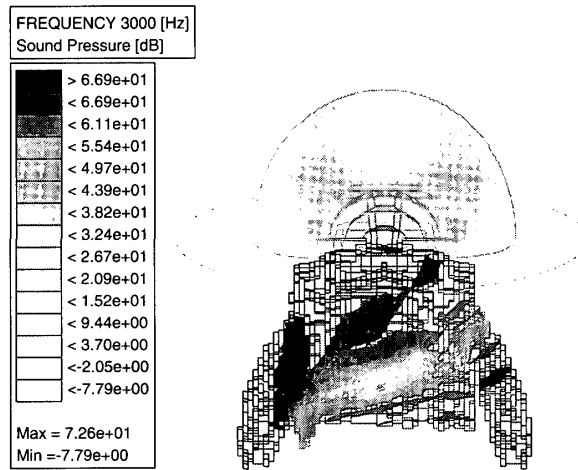 FREQUENCY 3000 [Hz]
Sound Pressure [dB]
> 6.69e+01
< 6.69e+01
< 6.11e+01
< 5.54e+01
< 4.97e+01
< 4.39e+01
< 3.82e+01
< 3.24e+01
< 2.67e+01
< 2.09e+01
< 1.52e+01
< 9.44e+00
< 3.70e+00
<-2.05e+00
<-7.79e+00
Max = 7.26e+01
Min =-7.79e+00